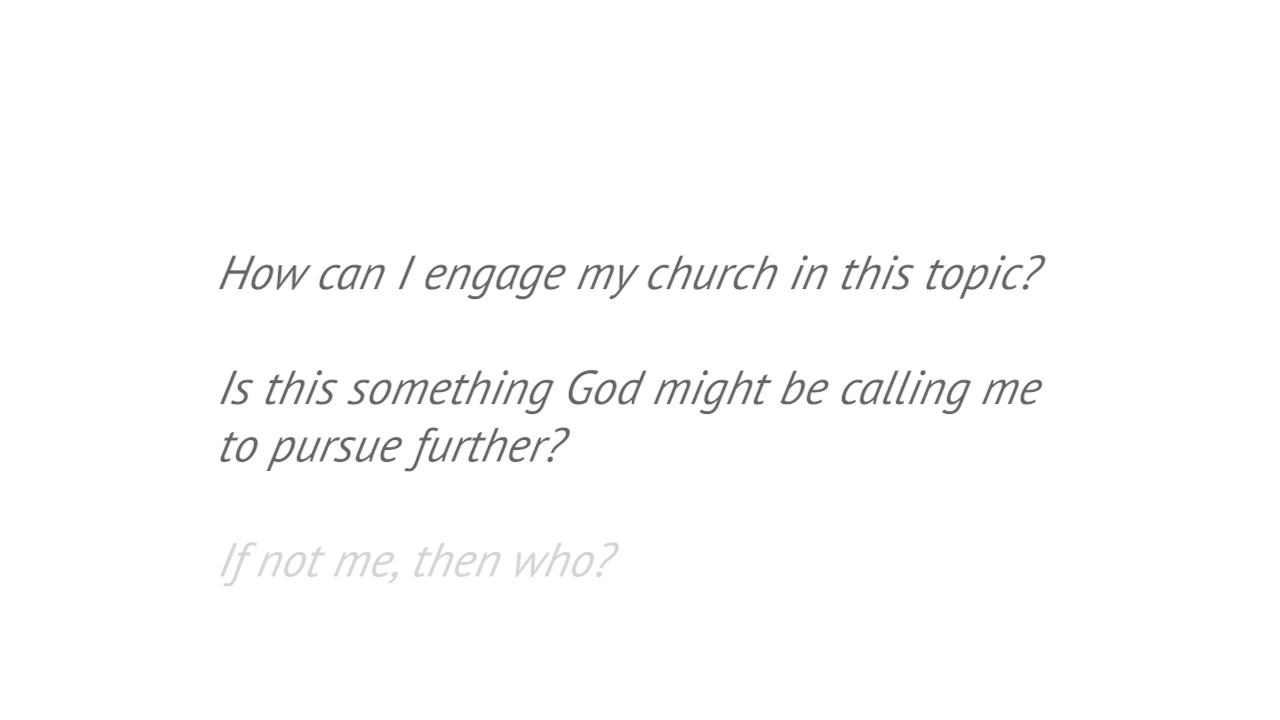 How can I engage my church in this topic?
Is this something God might be calling me
to pursue further?
If not me, then who?